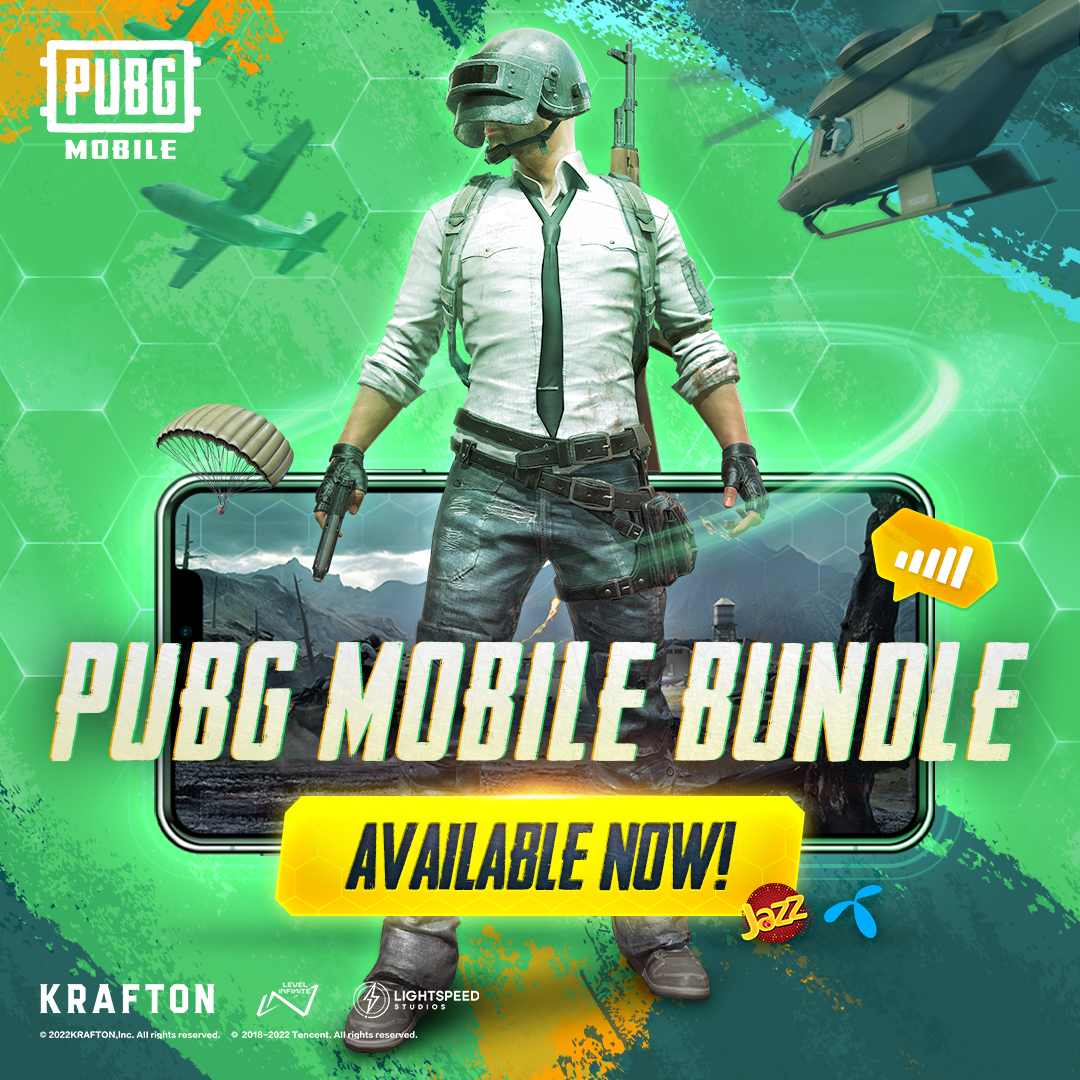 PUBG
MOBILE
PUBG MOBILE BUNDLE
AVAILABLE NOW!
Jazz
KRAFTON
LEVEL
INFINITE
LIGHTSPEED
STUDIOS
© 2022KRAFTON,Inc. All rights reserved. © 2018-2022 Tencent. All rights reserved.